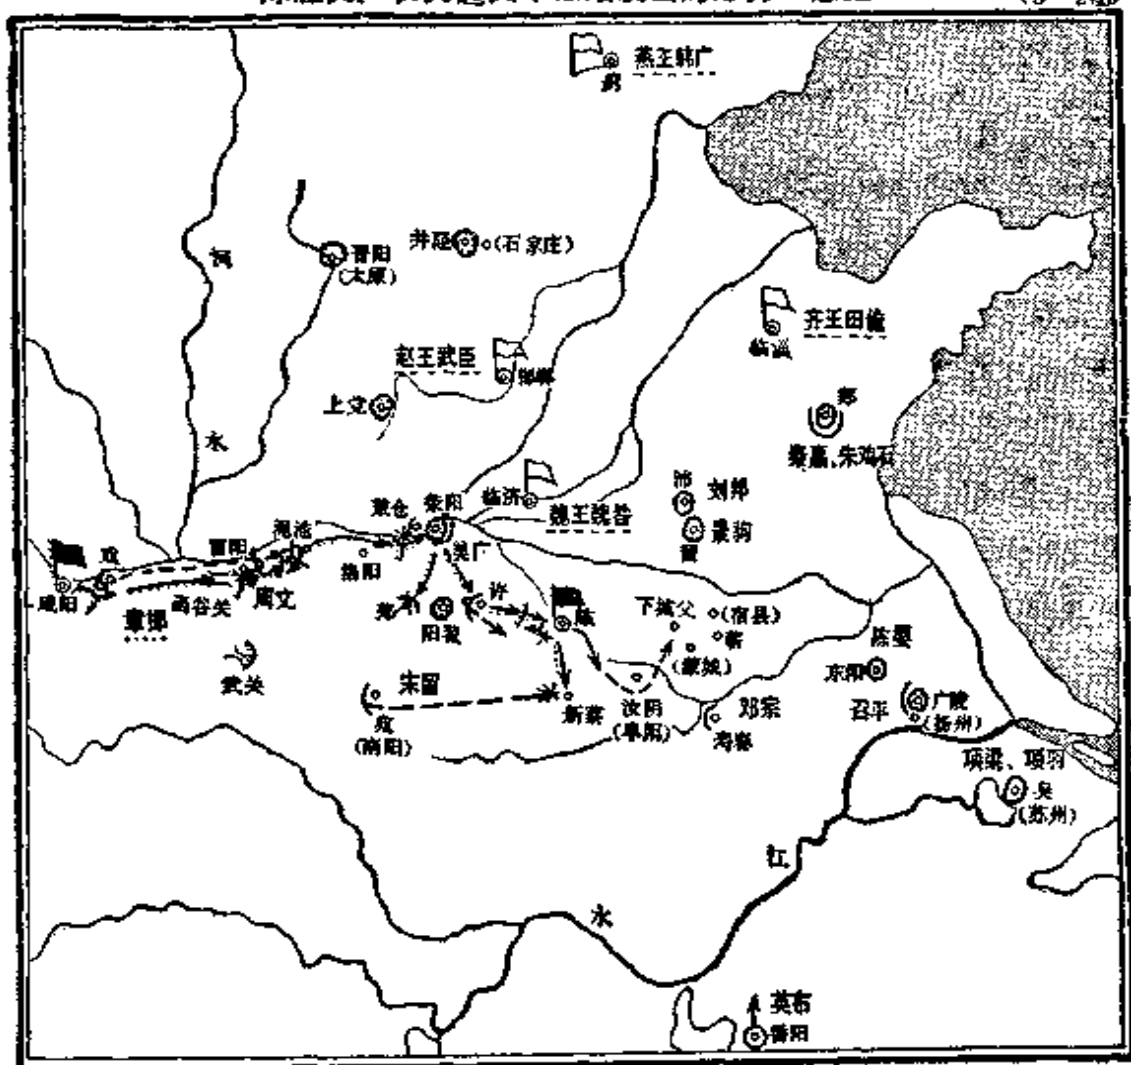 燕王韩广
蓟
河
晋阳
(太原)
井陉
(石家庄)
齐王田儋
临淄
赵王武臣
邯郸
上党
郯
秦嘉、朱鸡石
水
敖仓
荥阳
临济
魏王魏咎
沛
刘邦
景驹
留
渑池
戏
洛阳
吴广
咸阳
章邯
函谷关
周文
武关
阳城
许
陈
下城父
(宿县)
蕲
(蒙城)
陈婴
东阳
宋留
宛
(南阳)
新蔡
汝阴
(阜阳)
邓宗
寿春
召平
广陵
(扬州)
项梁、项羽
吴
(苏州)
江
水
英布
番阳